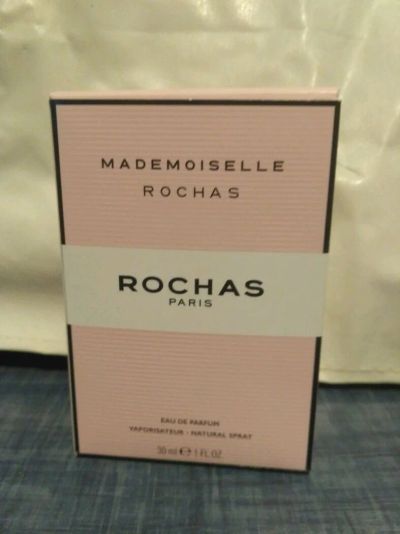 MADEMOISELLE
ROCHAS
ROCHAS
PARIS
EAU DE PARFUM
VAPORISATEUR - NATURAL SPRAY
30 ml ℮ 1 FL OZ